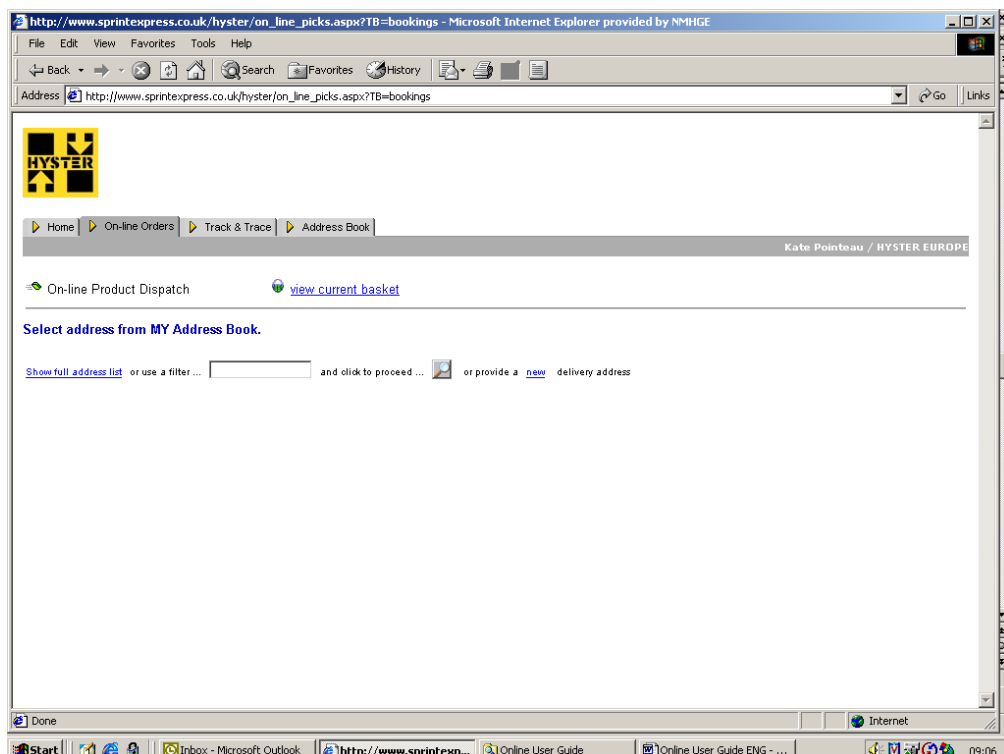 http://www.sprintexpress.co.uk/hyster/on_line_picks.aspx?TB=bookings - Microsoft Internet Explorer provided by NMHGE
File Edit View Favorites Tools Help
Back Search Favorites History
Address http://www.sprintexpress.co.uk/hyster/on_line_picks.aspx?TB=bookings Go Links
HYSTER
Home On-line Orders Track & Trace Address Book
Kate Pointeau / HYSTER EUROPE
On-line Product Dispatch view current basket
Select address from MY Address Book.
Show full address list or use a filter ... and click to proceed ... or provide a new delivery address
Done Internet
Start Inbox - Microsoft Outlook http://www.sprintexp... Online User Guide Online User Guide ENG - ... 09:06